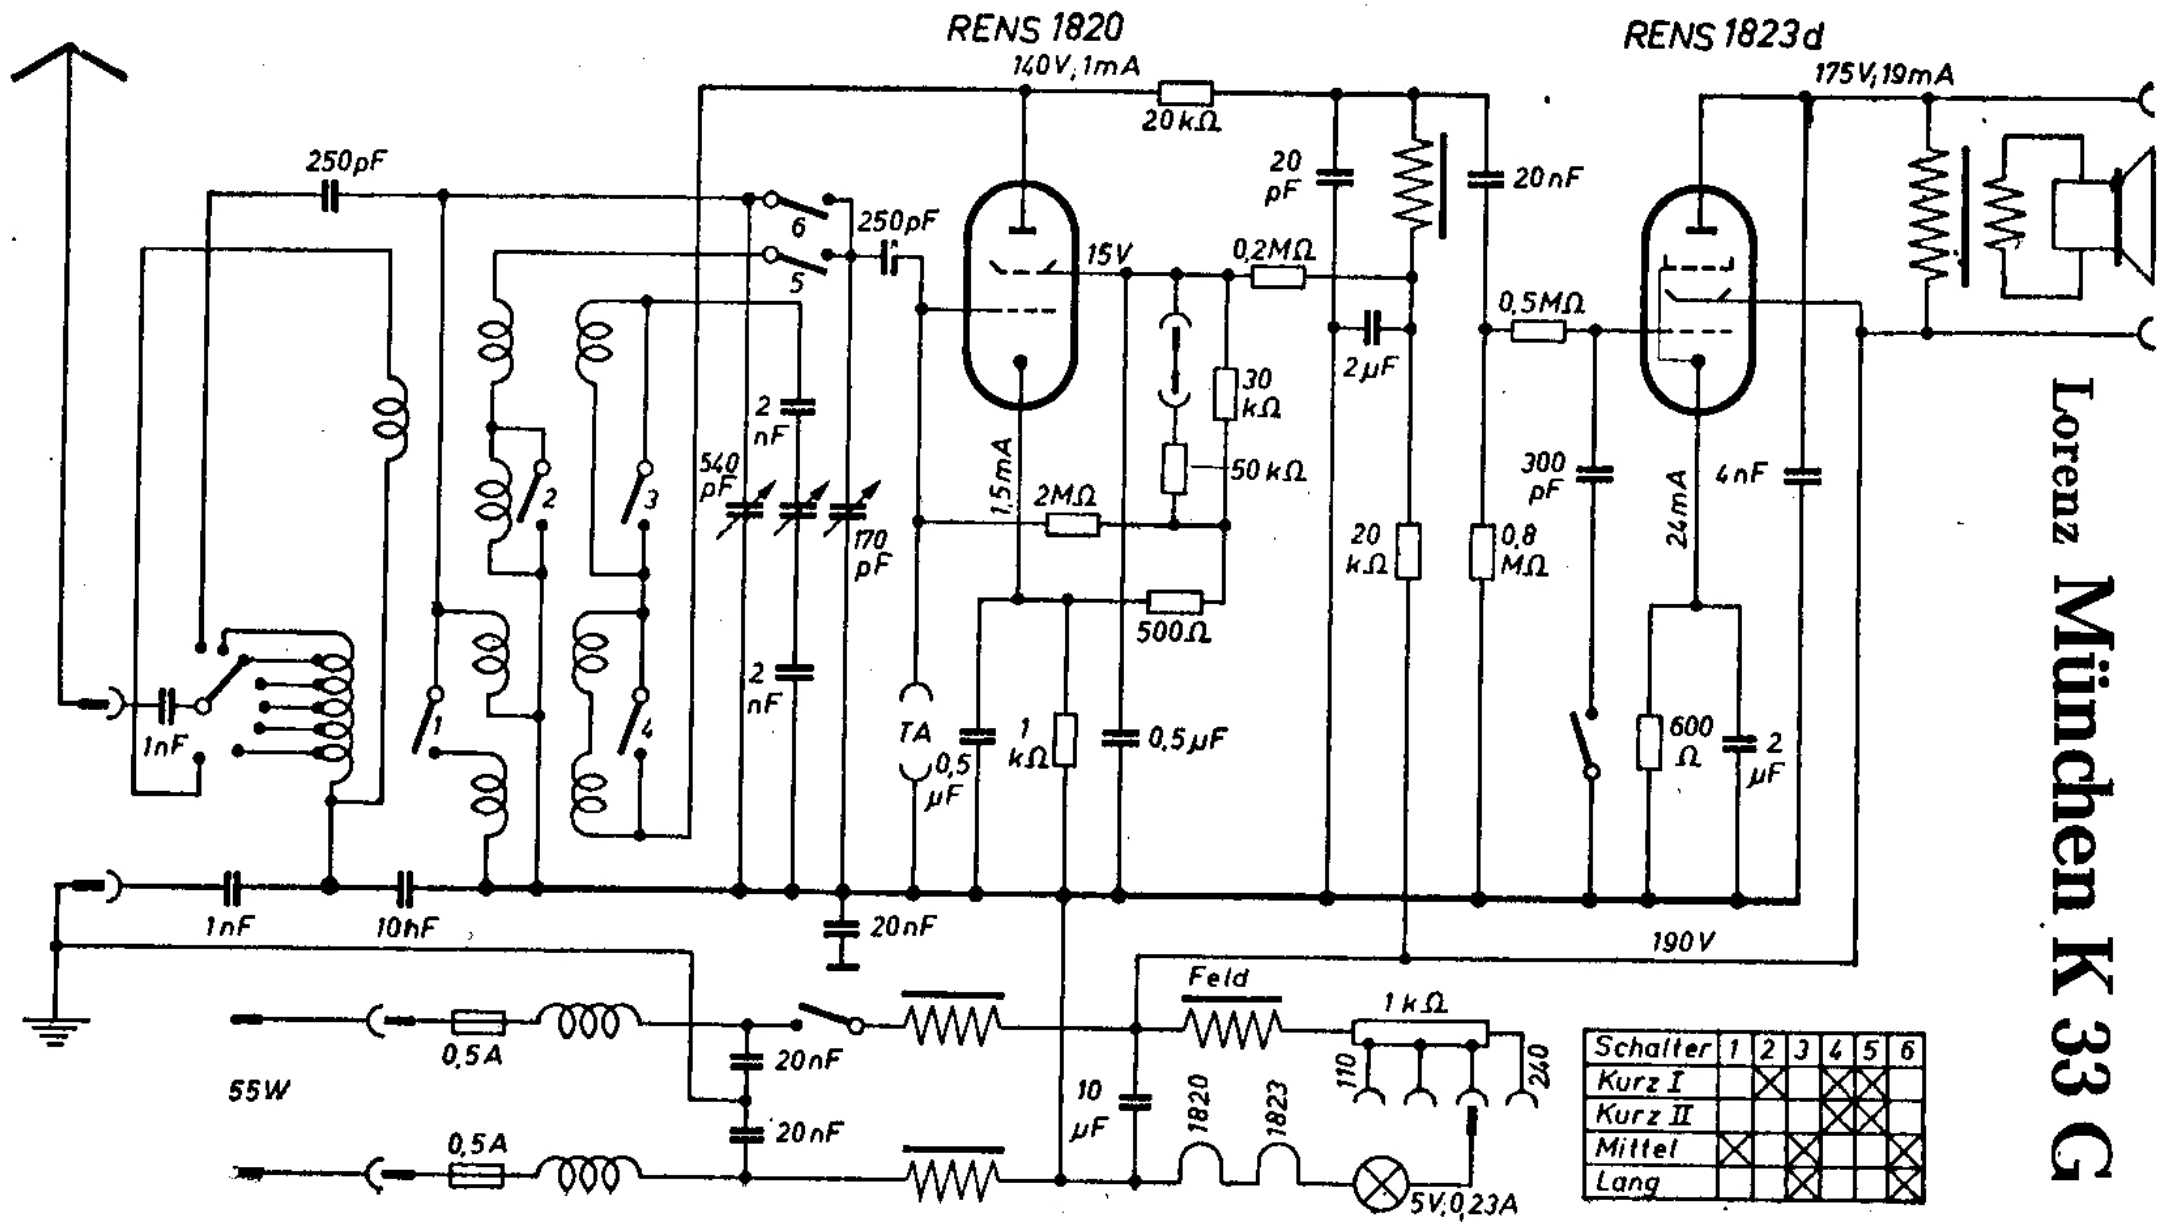 RENS 1820
140V; 1mA
RENS 1823d
175V; 19mA
20kΩ
250pF
6
5
250pF
15V
0,2MΩ
20
pF
20nF
0,5MΩ
2µF
2
nF
540
pF
170
pF
2
3
1
4
30
kΩ
50kΩ
2MΩ
1,5mA
500Ω
20
kΩ
0,8
MΩ
300
pF
24mA
4nF
1nF
2
nF
TA
0,5
µF
1
kΩ
0,5µF
600
Ω
2
µF
1nF
10nF
20nF
190V
Feld
1kΩ
0,5A
20nF
55W
0,5A
20nF
10
µF
1820
1823
110
240
5V; 0,23A
Schalter 1 2 3 4 5 6
Kurz I
Kurz II
Mittel
Lang
Lorenz München K 33 G